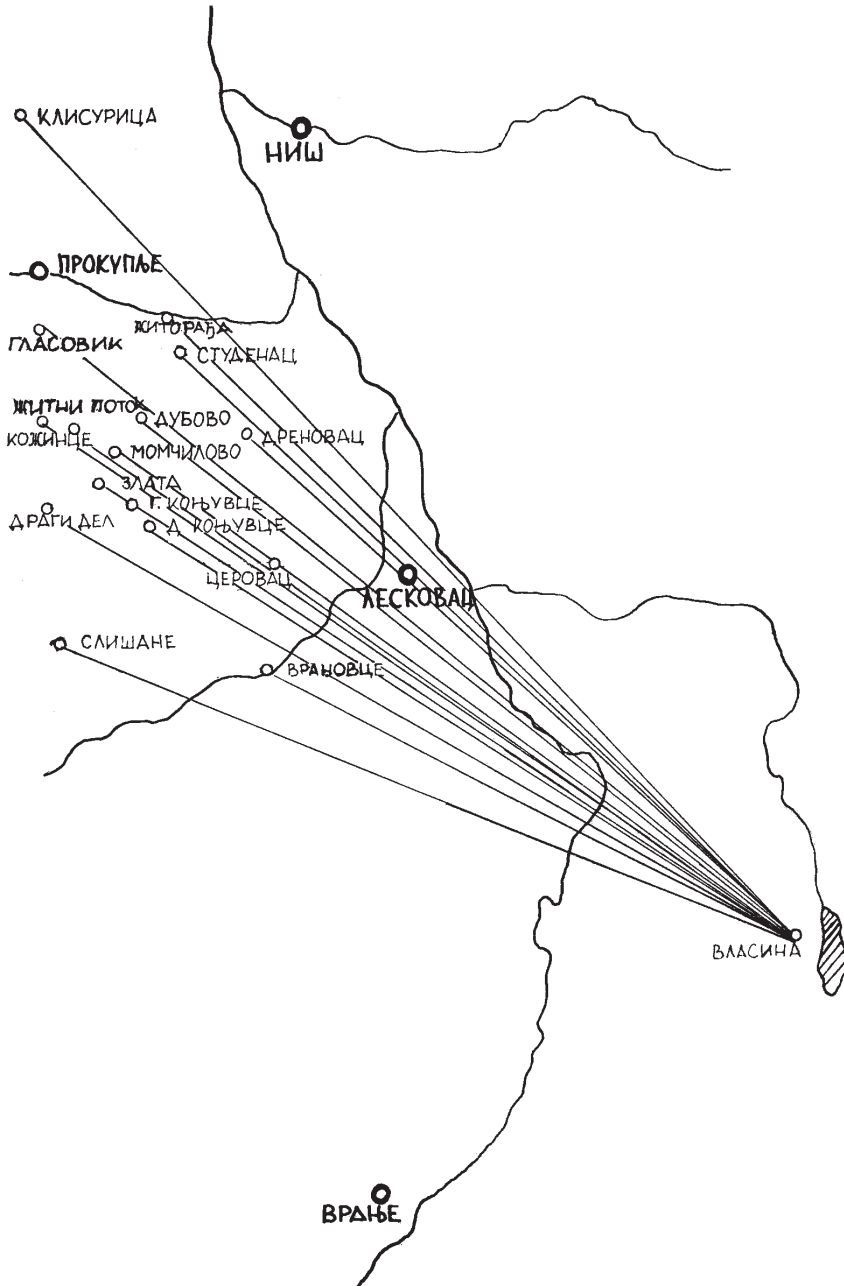 КЛИСУРИЦА
НИШ
ПРОКУПЉЕ
ЖИТОРАЂА
ГЛАСОВИК
СТУДЕНАЦ
ЖИТНИ ПОТОК
ДУБОВО
КОЖИНЦЕ
ДРЕНОВАЦ
МОМЧИЛОВО
ЗЛАТА
Г. КОЊУВЦЕ
ДРАГИ ДЕЛ
Д. КОЊУВЦЕ
ЦЕРОВАЦ
ЛЕСКОВАЦ
СЛИШАНЕ
ВРАНОВЦЕ
ВЛАСИНА
ВРАЊЕ